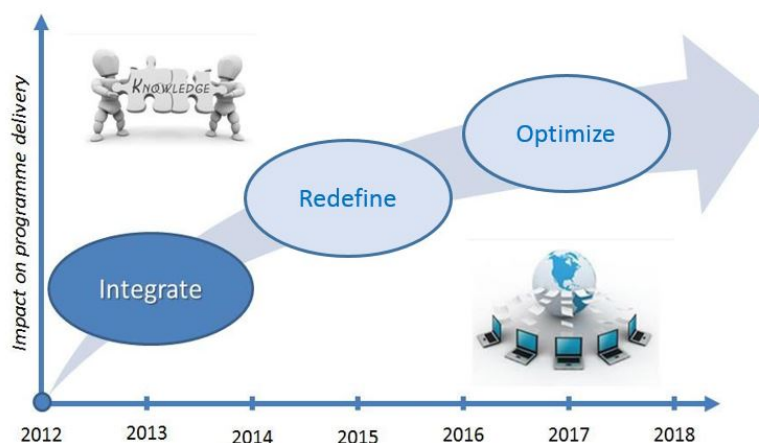 Impact on programme delivery
KNOWLEDGE
Optimize
Redefine
Integrate
2012 2013 2014 2015 2016 2017 2018